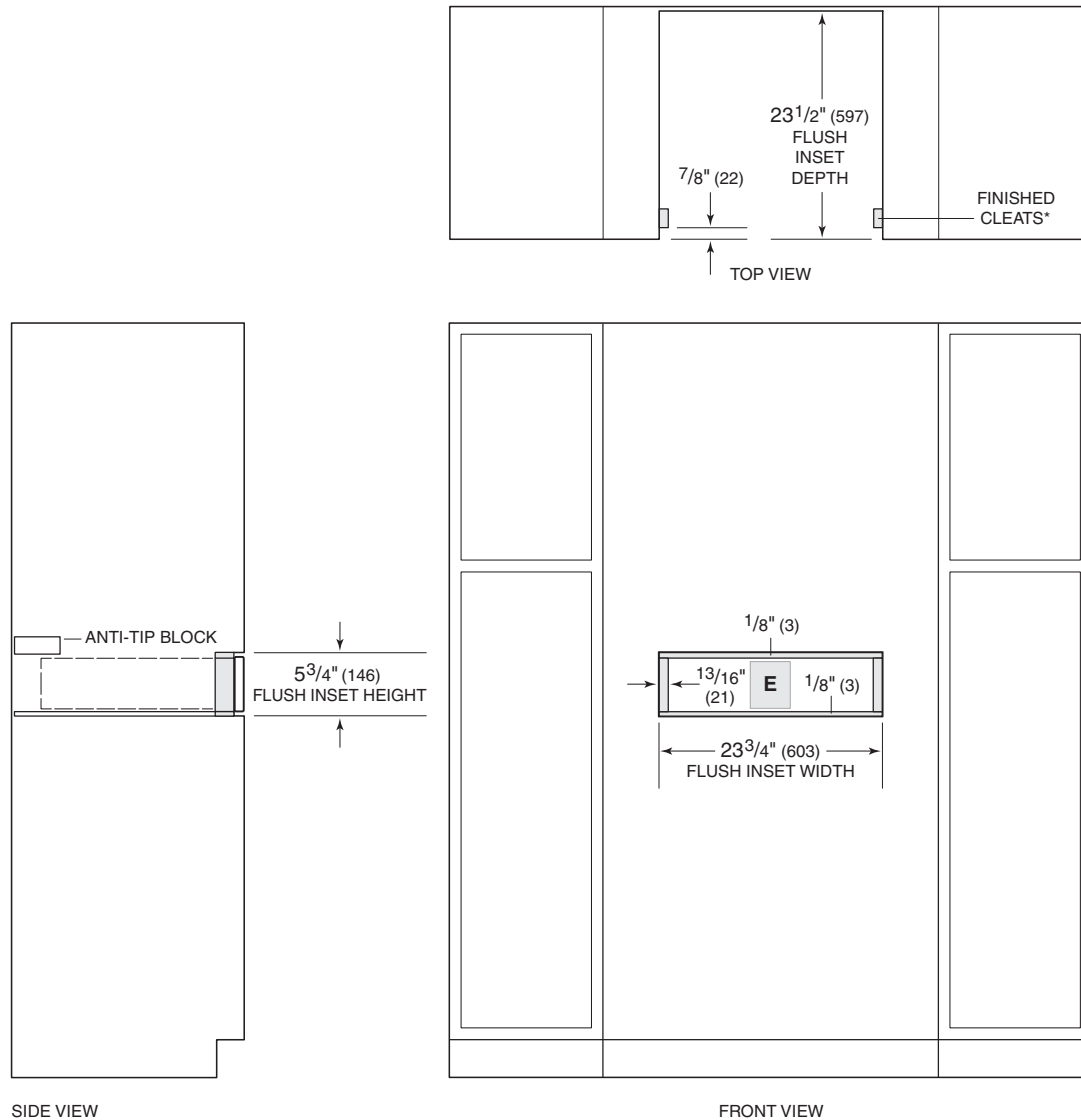 23 1/2" (597)
FLUSH
INSET
DEPTH
7/8" (22)
FINISHED
CLEATS*
TOP VIEW
ANTI-TIP BLOCK
5 3/4" (146)
FLUSH INSET HEIGHT
1/8" (3)
13/16"
(21)
E
1/8" (3)
23 3/4" (603)
FLUSH INSET WIDTH
SIDE VIEW
FRONT VIEW